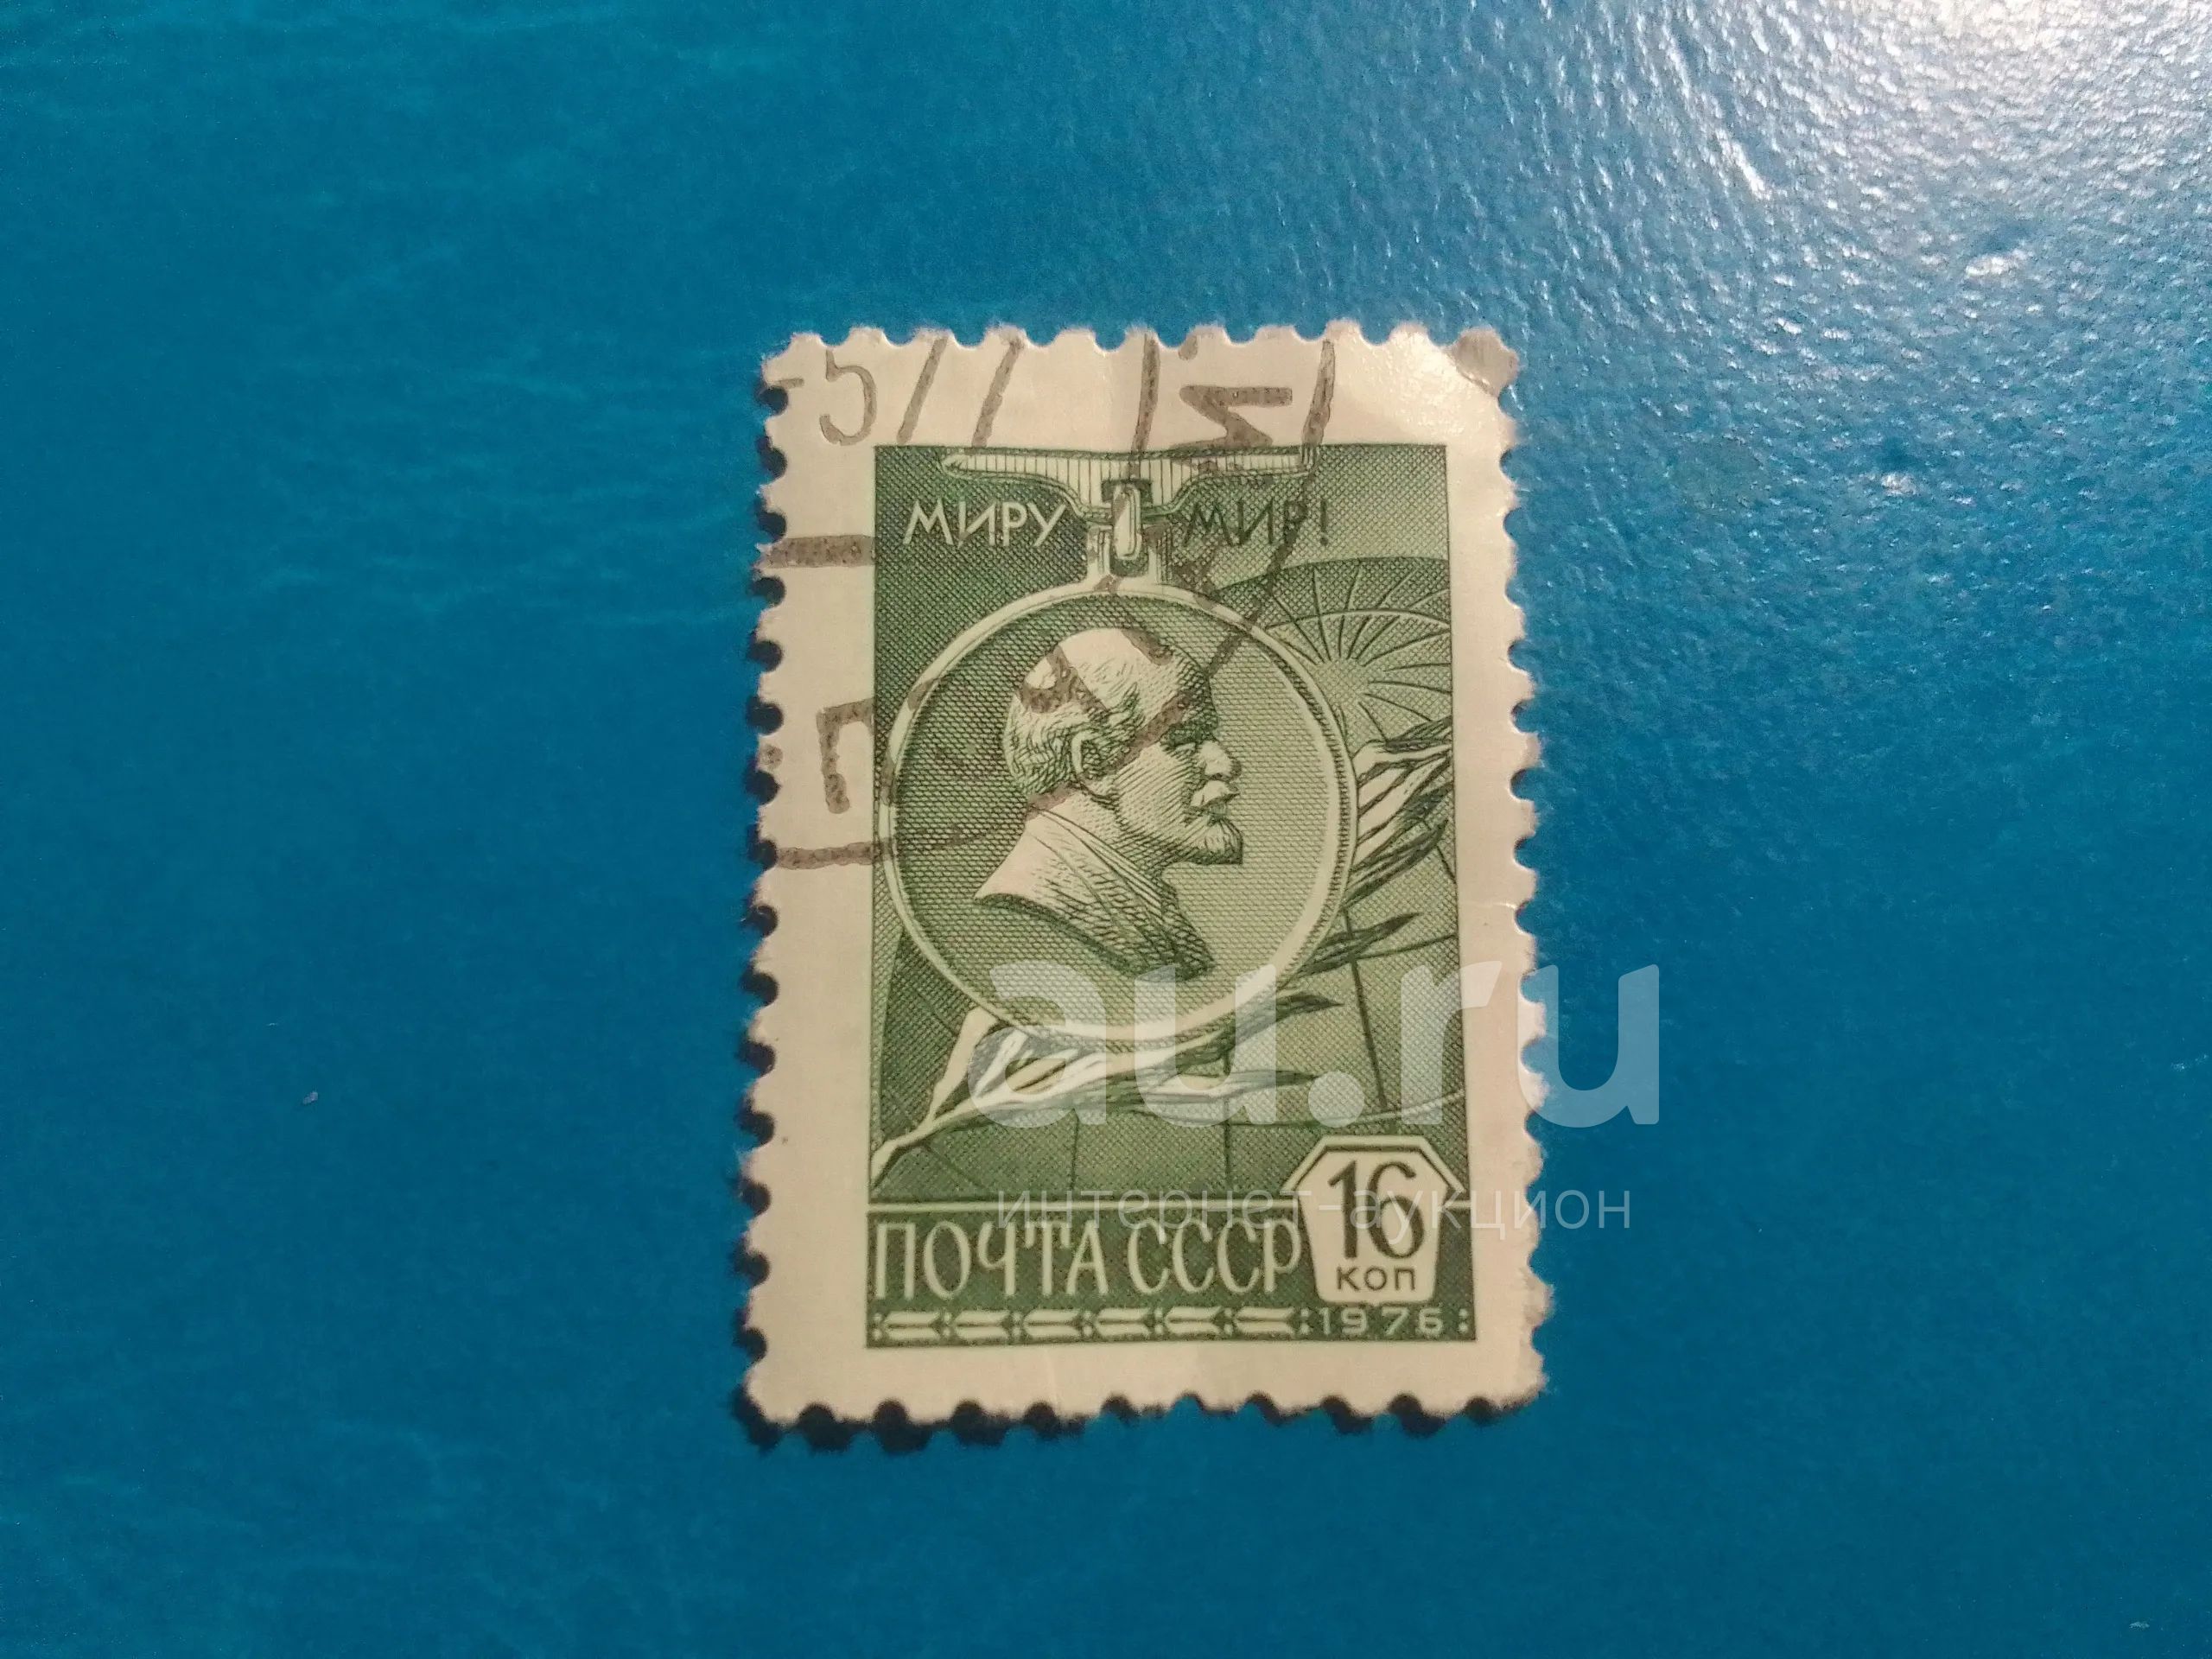 МИРУ МИР!
au.ru
интернет-аукцион
16
ПОЧТА СССР
КОП
1976